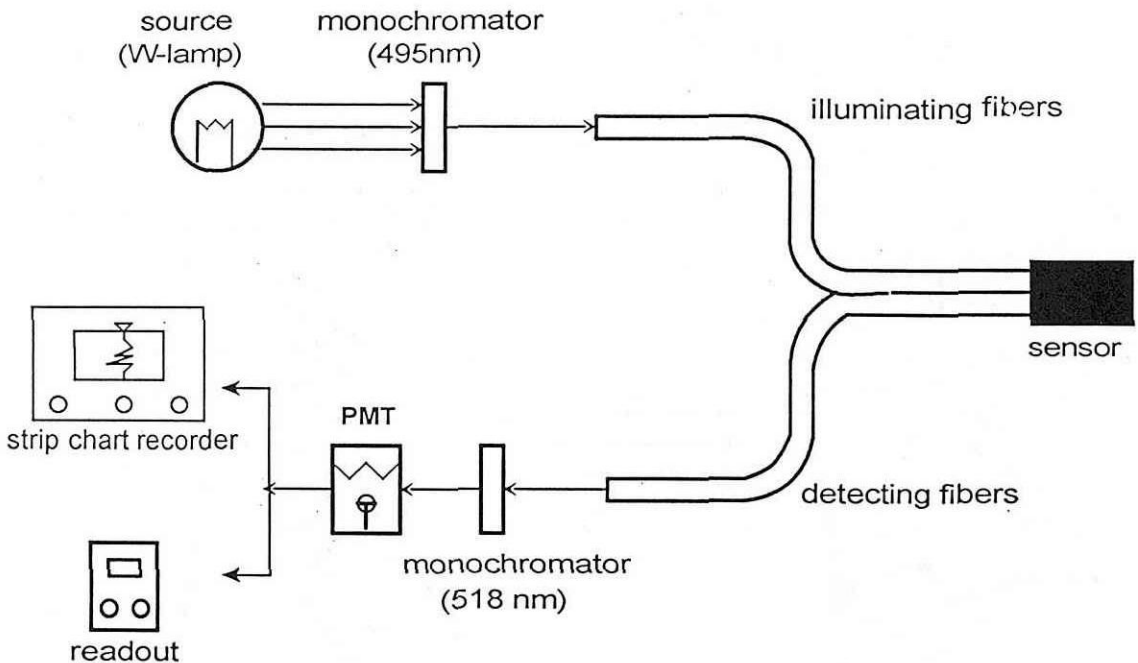 source
(W-lamp)
monochromator
(495nm)
illuminating fibers
sensor
strip chart recorder
PMT
detecting fibers
monochromator
(518 nm)
readout